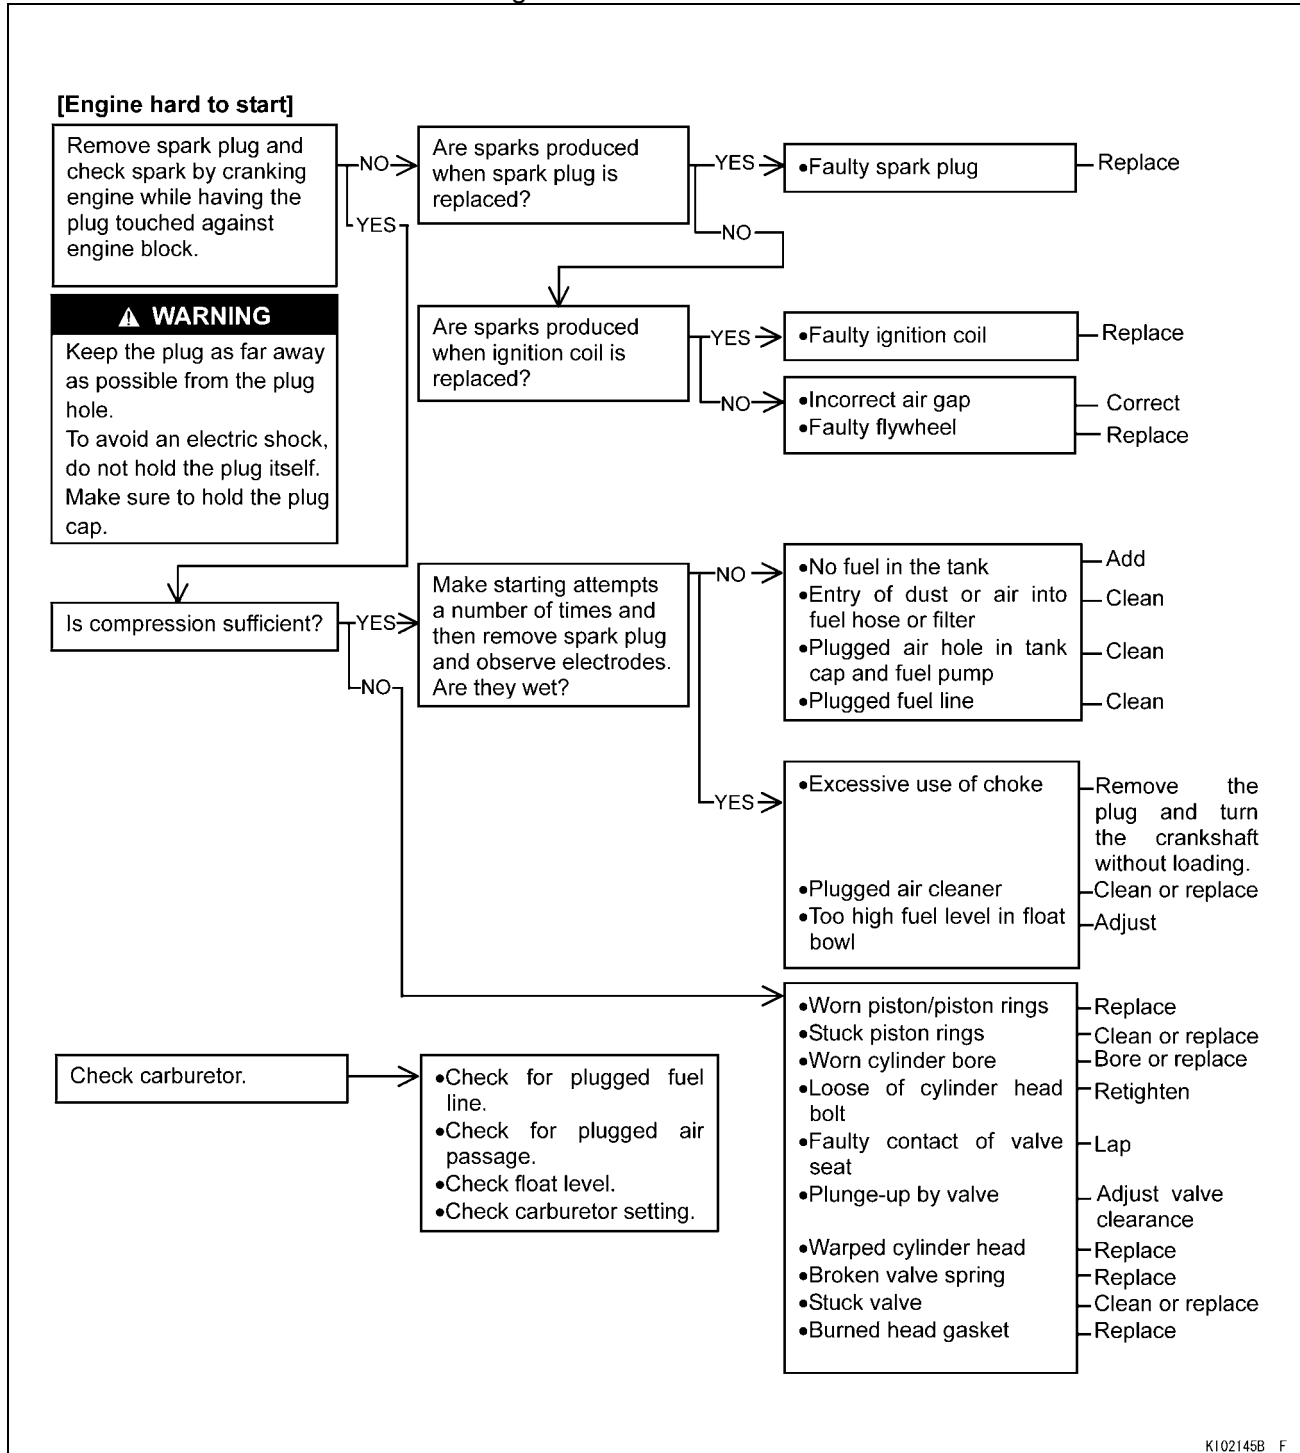 [Engine hard to start]
Remove spark plug and
check spark by cranking
engine while having the
plug touched against
engine block.
NO
YES
Are sparks produced
when spark plug is
replaced?
YES
•Faulty spark plug
Replace
NO
⚠ WARNING
Keep the plug as far away
as possible from the plug
hole.
To avoid an electric shock,
do not hold the plug itself.
Make sure to hold the plug
cap.
Are sparks produced
when ignition coil is
replaced?
YES
•Faulty ignition coil
Replace
NO
•Incorrect air gap
Correct
•Faulty flywheel
Replace
Is compression sufficient?
YES
NO
Make starting attempts
a number of times and
then remove spark plug
and observe electrodes.
Are they wet?
NO
•No fuel in the tank
Add
•Entry of dust or air into
fuel hose or filter
Clean
•Plugged air hole in tank
cap and fuel pump
Clean
•Plugged fuel line
Clean
YES
•Excessive use of choke
Remove the
plug and turn
the crankshaft
without loading.
•Plugged air cleaner
Clean or replace
•Too high fuel level in float
bowl
Adjust
•Worn piston/piston rings
Replace
•Stuck piston rings
Clean or replace
•Worn cylinder bore
Bore or replace
•Loose of cylinder head
bolt
Retighten
•Faulty contact of valve
seat
Lap
•Plunge-up by valve
Adjust valve
clearance
•Warped cylinder head
Replace
•Broken valve spring
Replace
•Stuck valve
Clean or replace
•Burned head gasket
Replace
Check carburetor.
•Check for plugged fuel
line.
•Check for plugged air
passage.
•Check float level.
•Check carburetor setting.
KI02145B F